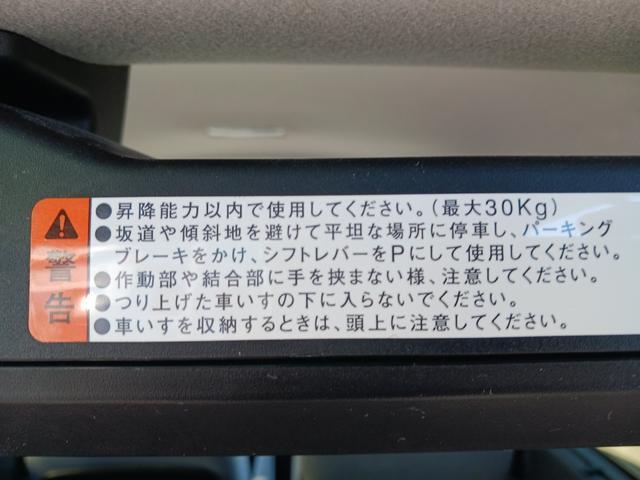 警告
●昇降能力以内で使用してください。(最大30Kg)
●坂道や傾斜地を避けて平坦な場所に停車し、パーキング
ブレーキをかけ、シフトレバーをPにして使用してください。
●作動部や結合部に手を挟まない様、注意してください。
●つり上げた車いすの下に入らないでください。
●車いすを収納するときは、頭上に注意してください。